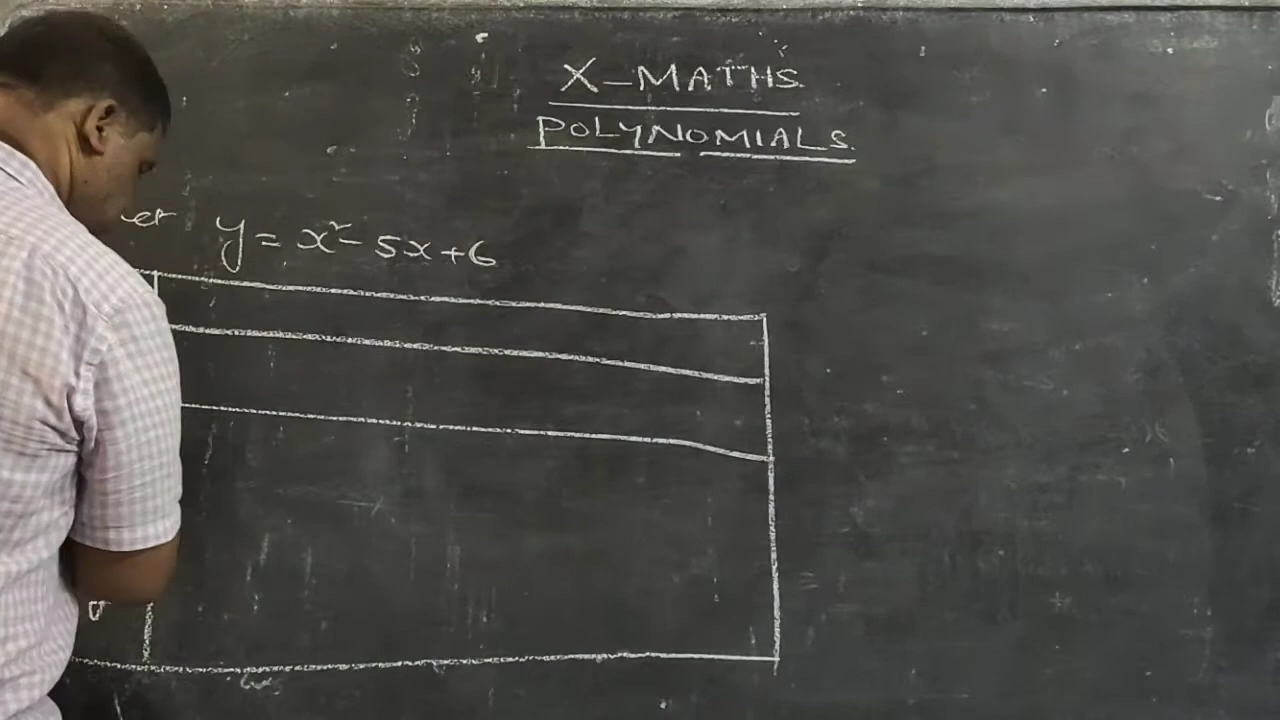 X-MATHS.
POLYNOMIALS.
y = x² - 5x + 6